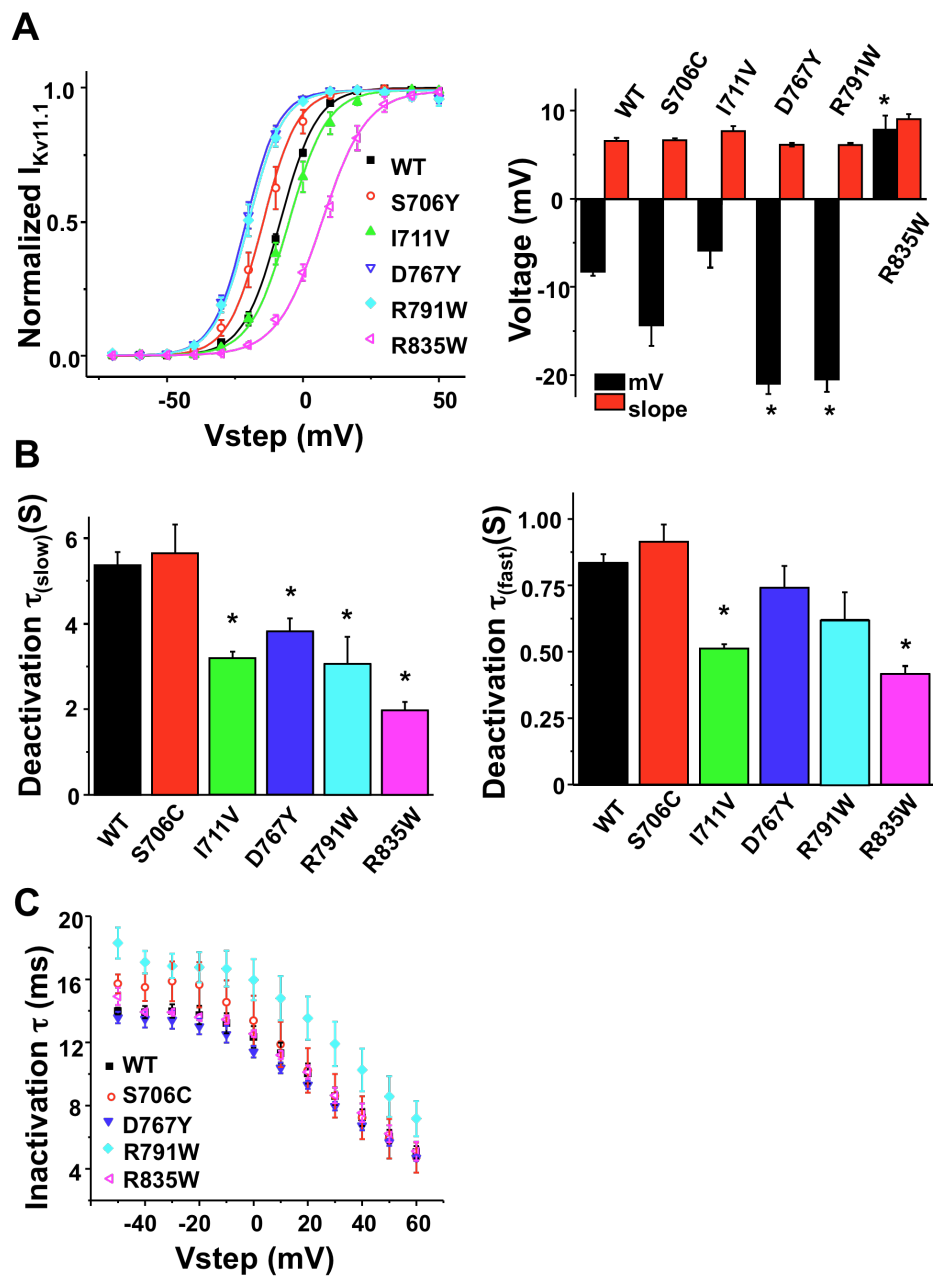 A
Normalized IKv11.1
1.0
0.5
0.0
-50
0
50
Vstep (mV)
WT
S706Y
I711V
D767Y
R791W
R835W
Voltage (mV)
10
0
-10
-20
WT
S706C
I711V
D767Y
R791W
R835W
*
*
*
mV
slope
B
Deactivation τ(slow)(S)
6
4
2
0
*
*
*
*
WT
S706C
I711V
D767Y
R791W
R835W
Deactivation τ(fast)(S)
1.00
0.75
0.50
0.25
0
*
*
WT
S706C
I711V
D767Y
R791W
R835W
C
Inactivation τ (ms)
20
16
12
8
4
WT
S706C
D767Y
R791W
R835W
-40
-20
0
20
40
60
Vstep (mV)